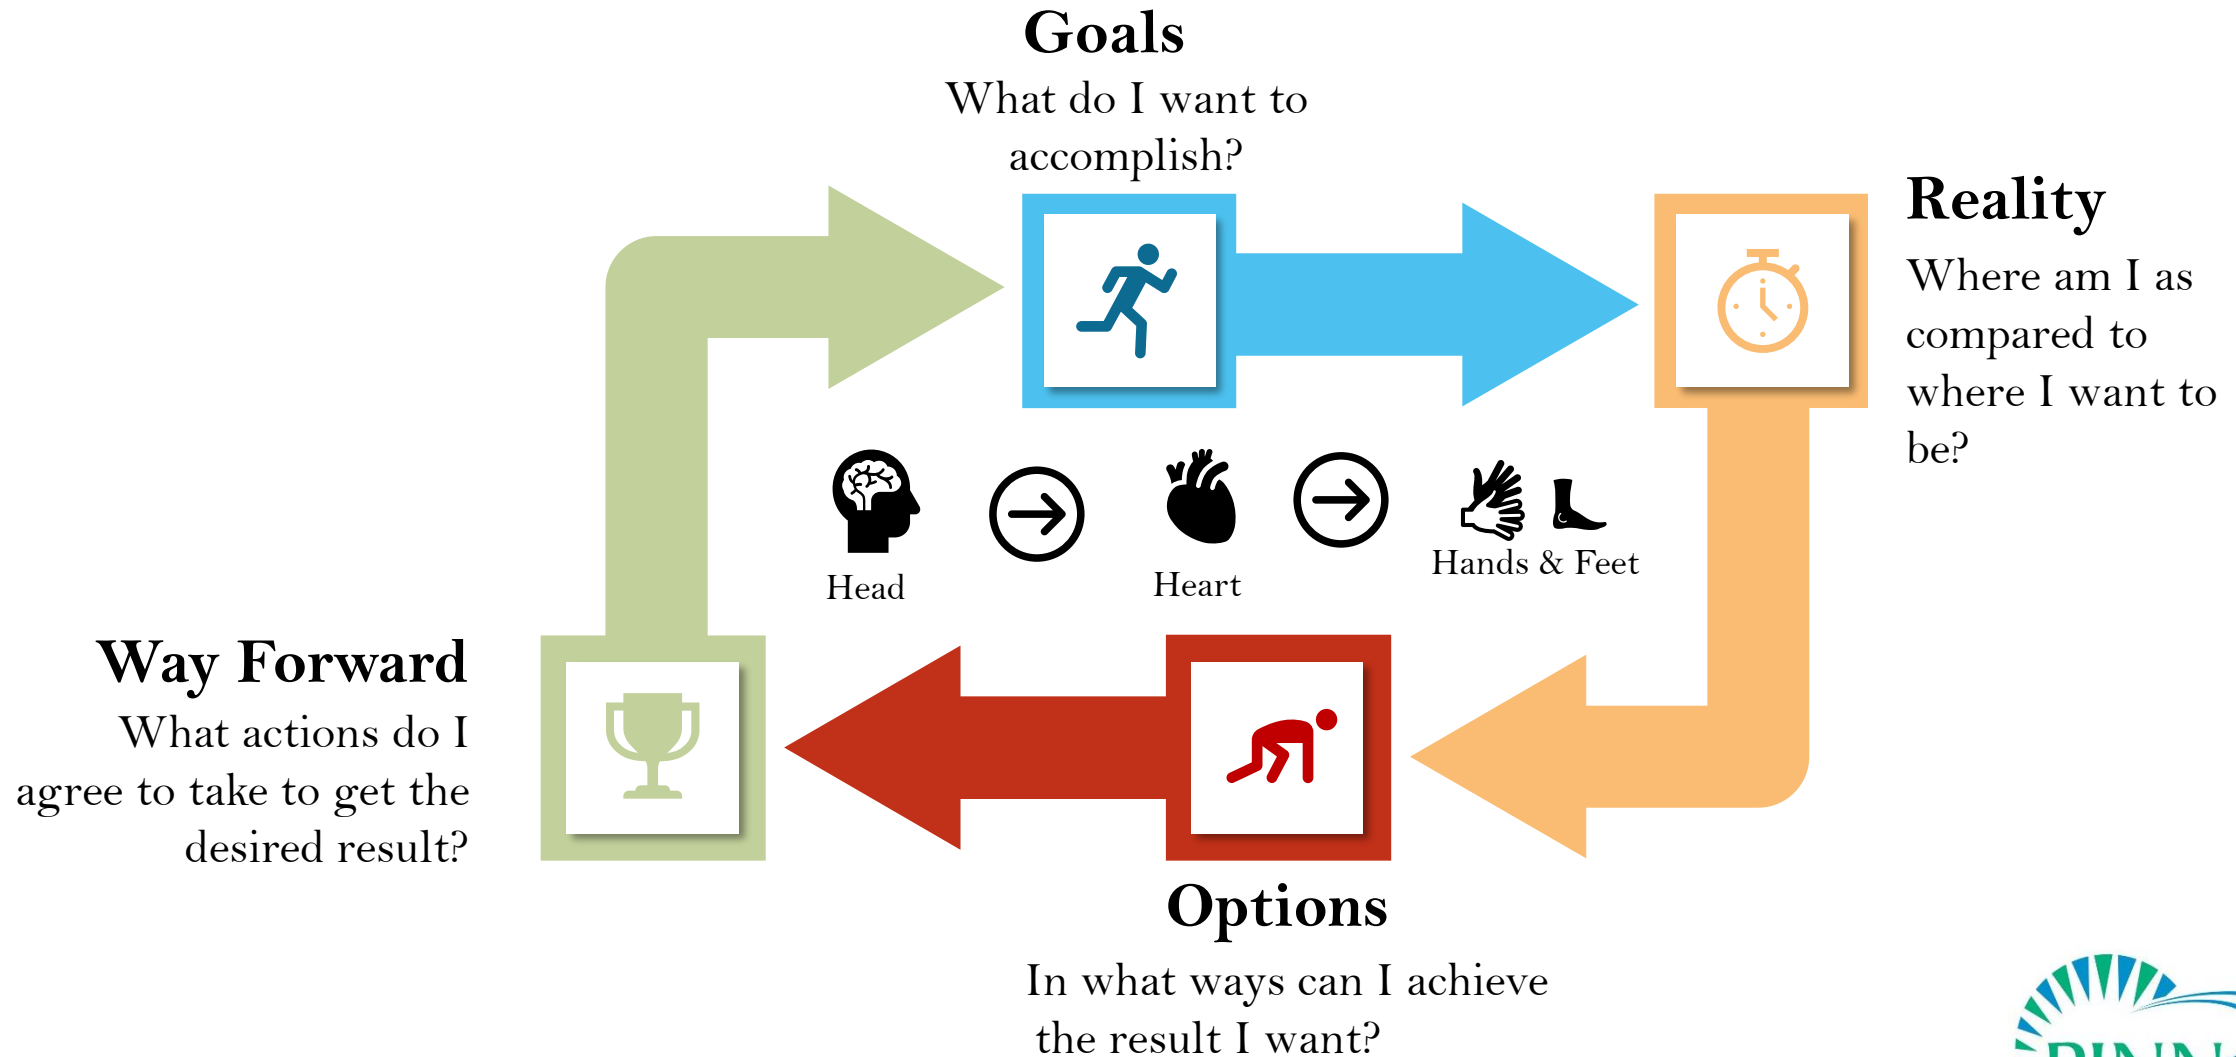 Goals
What do I want to
accomplish?
Reality
Where am I as
compared to
where I want to
be?
Head
Heart
Hands & Feet
Way Forward
What actions do I
agree to take to get the
desired result?
Options
In what ways can I achieve
the result I want?